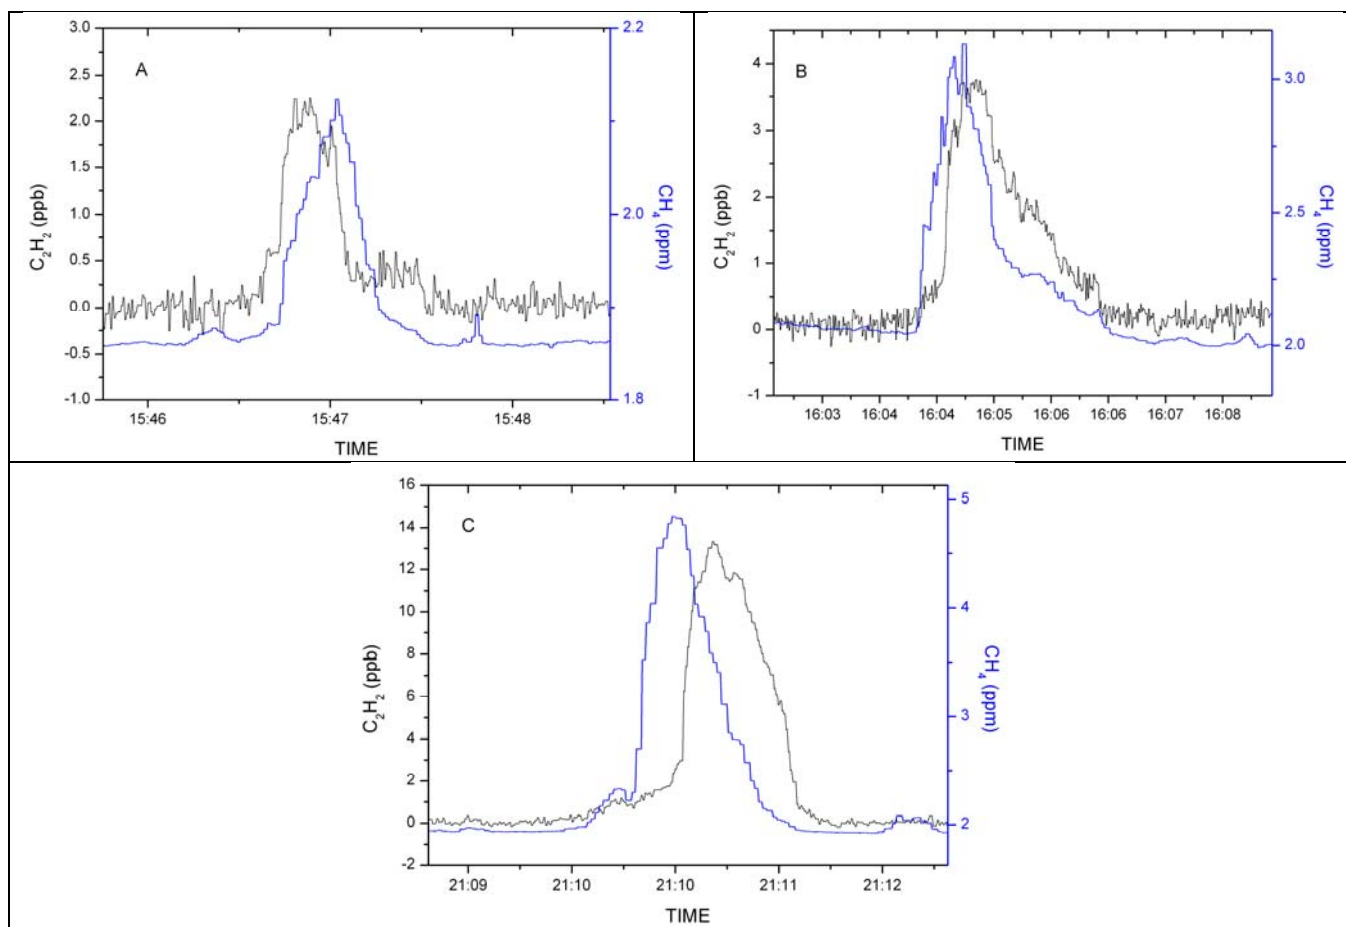 A
C₂H₂ (ppb)
3.0
2.5
2.0
1.5
1.0
0.5
0.0
-0.5
-1.0
2.2
2.0
1.8
CH₄ (ppm)
15:46 15:47 15:48
TIME
B
C₂H₂ (ppb)
4
3
2
1
0
-1
3.0
2.5
2.0
CH₄ (ppm)
16:03 16:04 16:04 16:05 16:06 16:06 16:07 16:08
TIME
C
C₂H₂ (ppb)
16
14
12
10
8
6
4
2
0
-2
5
4
3
2
CH₄ (ppm)
21:09 21:10 21:10 21:11 21:12
TIME